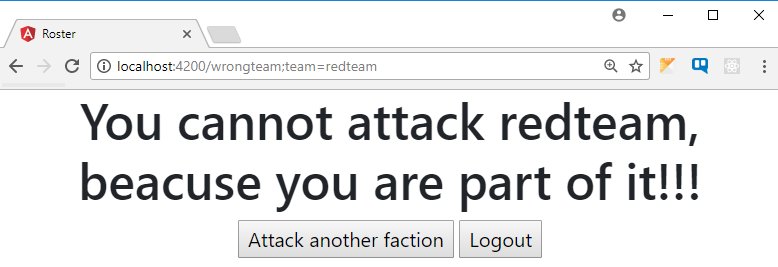 Roster
localhost:4200/wrongteam;team=redteam
You cannot attack redteam,
beacuse you are part of it!!!
Attack another faction Logout